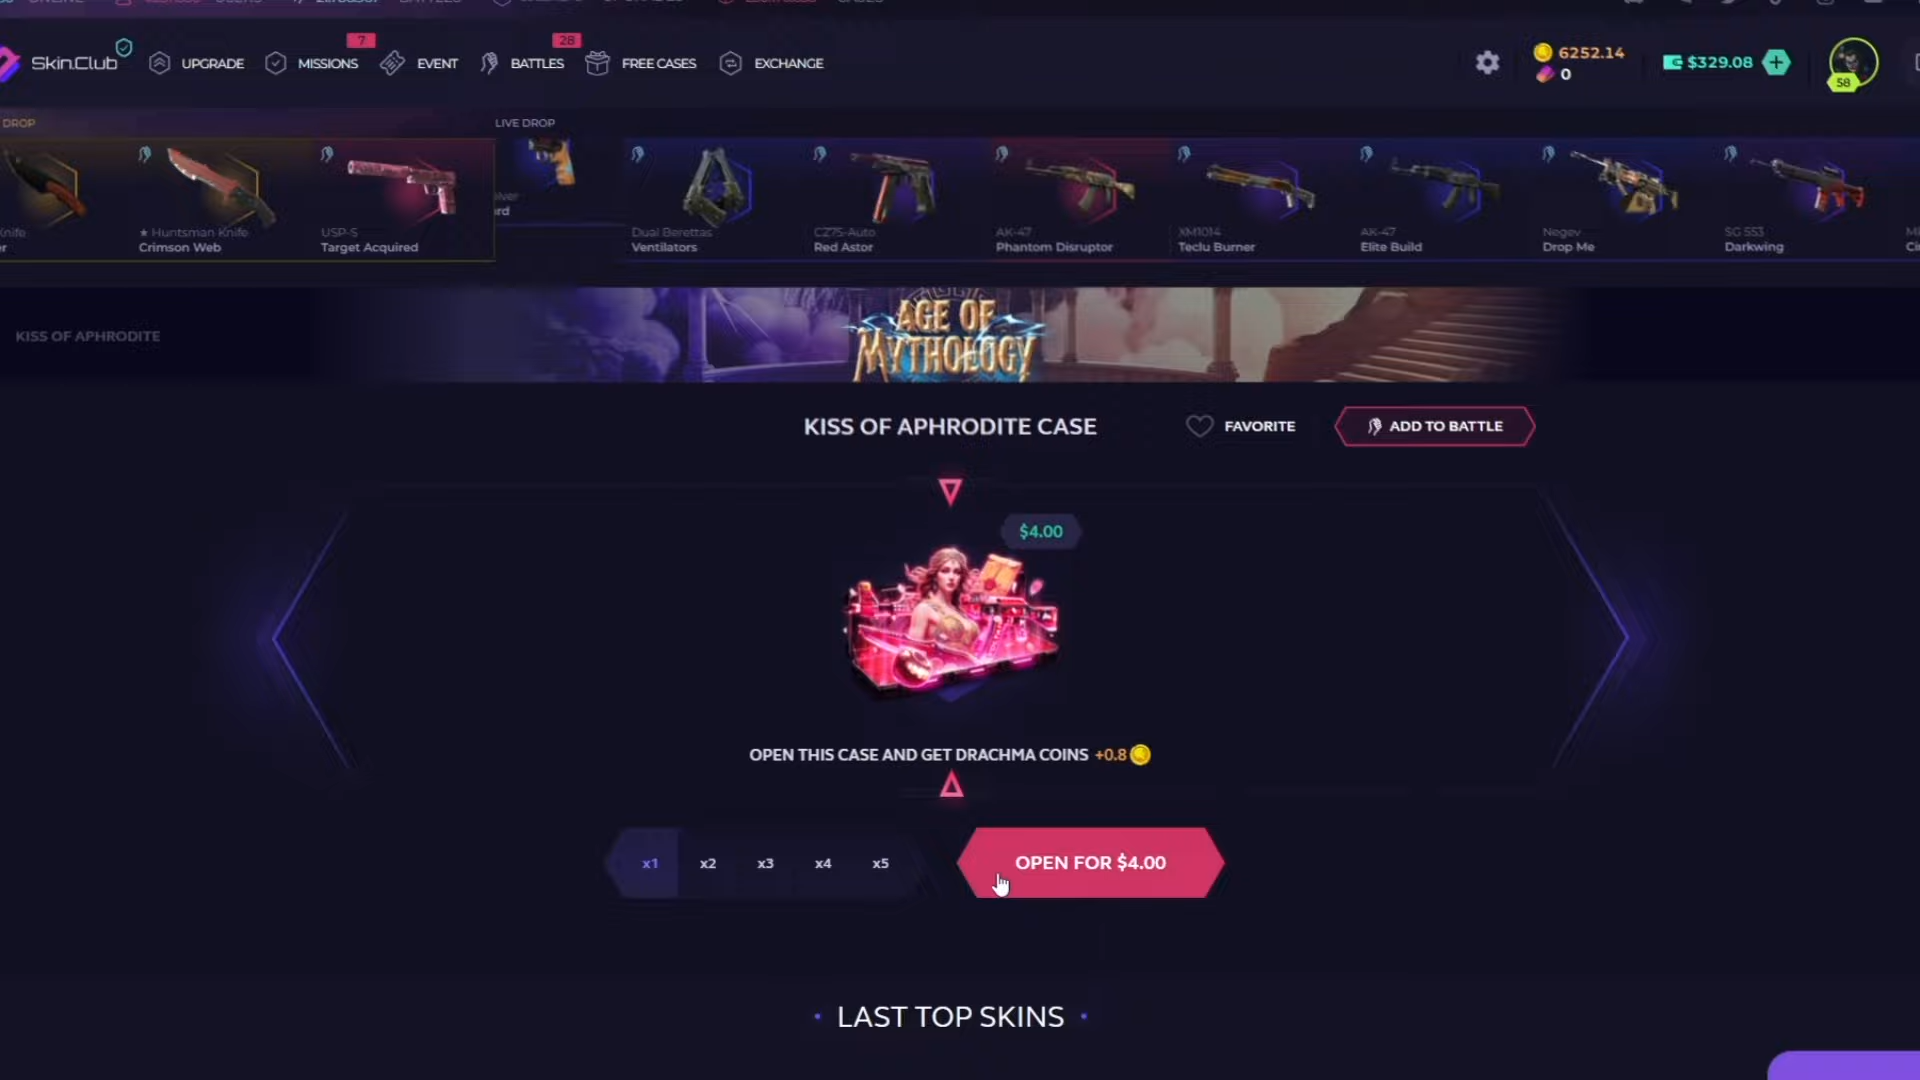 Skin.Club
UPGRADE
7
MISSIONS
EVENT
28
BATTLES
FREE CASES
EXCHANGE
6252.14
0
$329.08
58
DROP
LIVE DROP
★ Huntsman Knife
Crimson Web
USP-S
Target Acquired
Dual Berettas
Ventilators
CZ75-Auto
Red Astor
AK-47
Phantom Disruptor
XM1014
Teclu Burner
AK-47
Elite Build
Negev
Drop Me
SG 553
Darkwing
KISS OF APHRODITE
AGE OF
MYTHOLOGY
KISS OF APHRODITE CASE
FAVORITE
ADD TO BATTLE
$4.00
OPEN THIS CASE AND GET DRACHMA COINS +0.8
x1
x2
x3
x4
x5
OPEN FOR $4.00
• LAST TOP SKINS •